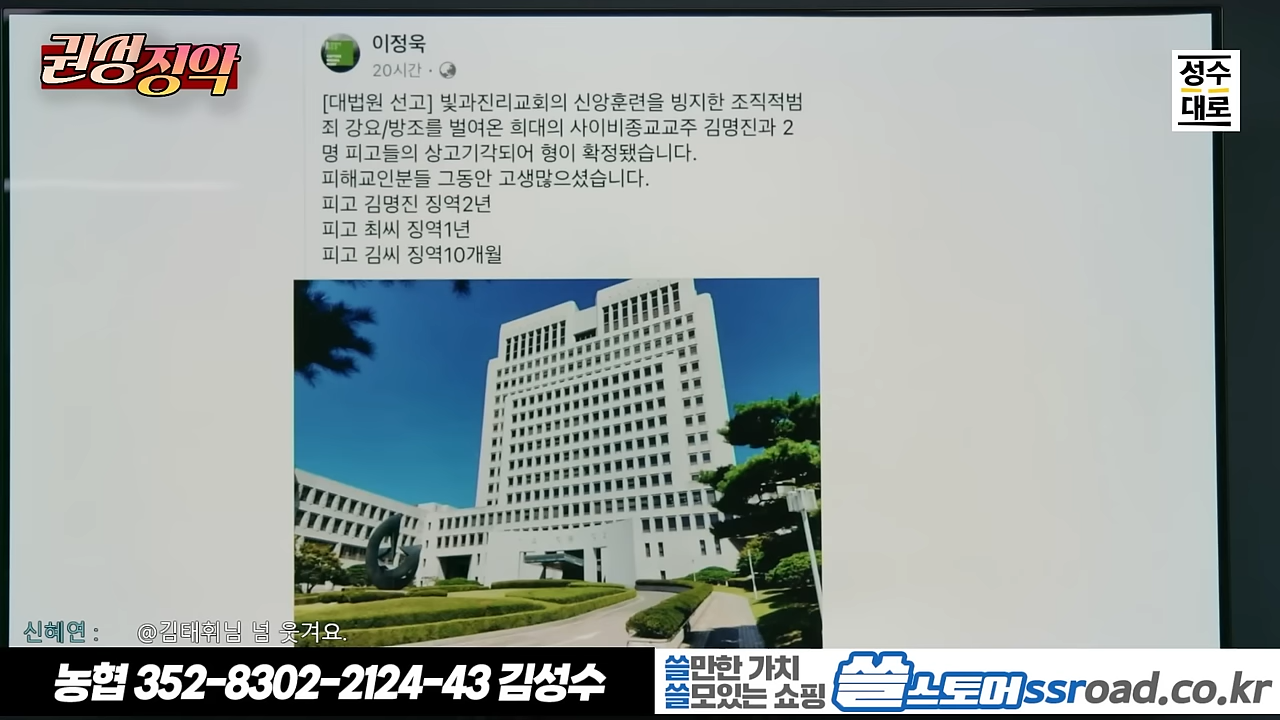 권성징악
성수
대로
이정욱
20시간 ·
[대법원 선고] 빛과진리교회의 신앙훈련을 빙지한 조직적범
죄 강요/방조를 벌여온 희대의 사이비종교교주 김명진과 2
명 피고들의 상고기각되어 형이 확정됐습니다.
피해교인분들 그동안 고생많으셨습니다.
피고 김명진 징역2년
피고 최씨 징역1년
피고 김씨 징역10개월
신혜연 : @김태휘님 넘 웃겨요.
농협 352-8302-2124-43 김성수
쓸만한 가치
쓸모있는 쇼핑
쓸스토어ssroad.co.kr